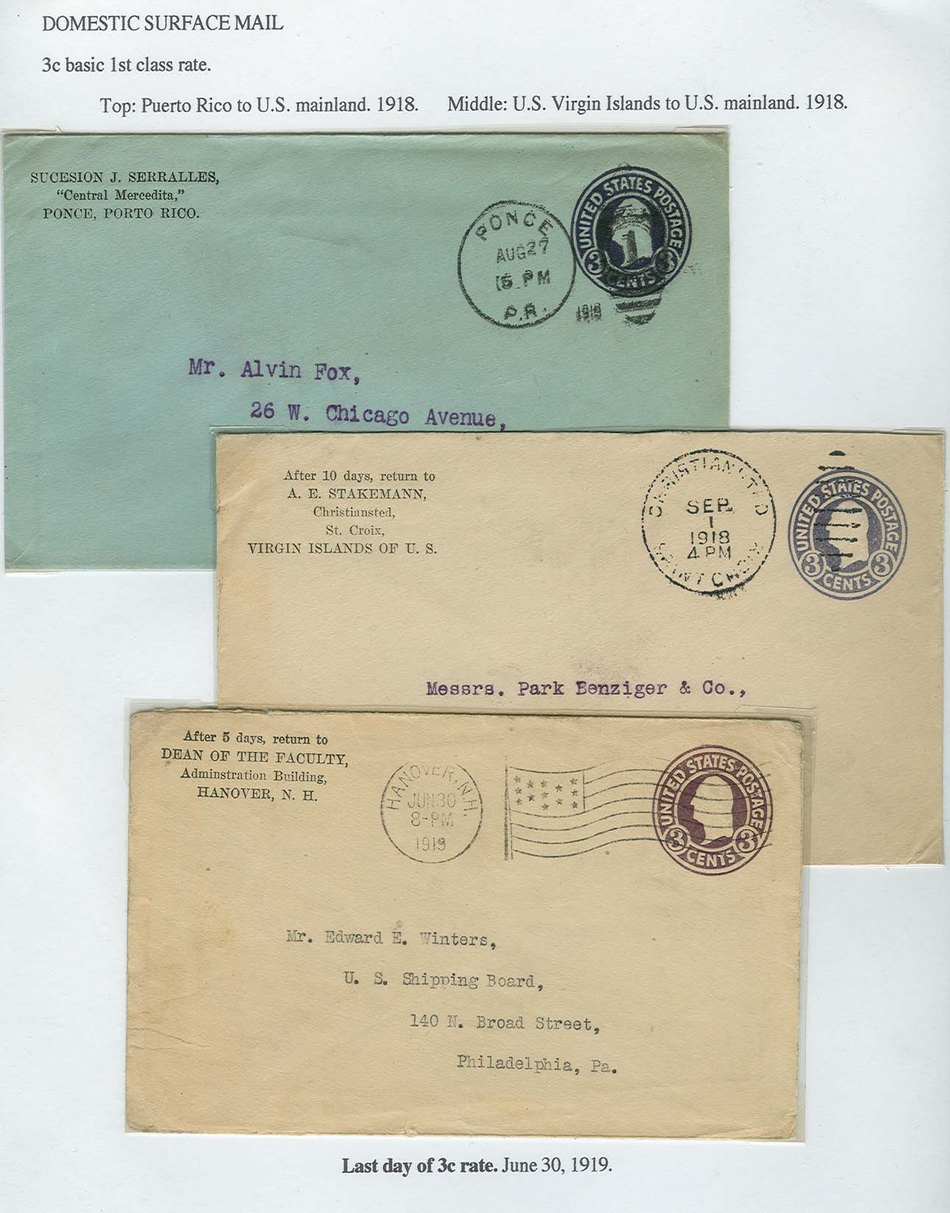 DOMESTIC SURFACE MAIL
3c basic 1st class rate.
Top: Puerto Rico to U.S. mainland. 1918. Middle: U.S. Virgin Islands to U.S. mainland. 1918.
SUCESION J. SERRALLES,
"Central Mercedita,"
PONCE, PORTO RICO.
PONCE
AUG 27
5 PM
P.R.
1918
UNITED STATES POSTAGE
3 CENTS 3
1
Mr. Alvin Fox,
26 W. Chicago Avenue,
After 10 days, return to
A. E. STAKEMANN,
Christiansted,
St. Croix,
VIRGIN ISLANDS OF U. S.
CHRISTIANSTED
SEP.
1
1918
4 PM
SAINT CROIX
UNITED STATES POSTAGE
3 CENTS 3
Messrs. Park Benziger & Co.,
After 5 days, return to
DEAN OF THE FACULTY,
Adminstration Building,
HANOVER, N. H.
HANOVER, N.H.
JUN 30
8-PM
1919
UNITED STATES POSTAGE
3 CENTS 3
Mr. Edward E. Winters,
U. S. Shipping Board,
140 N. Broad Street,
Philadelphia, Pa.
Last day of 3c rate. June 30, 1919.